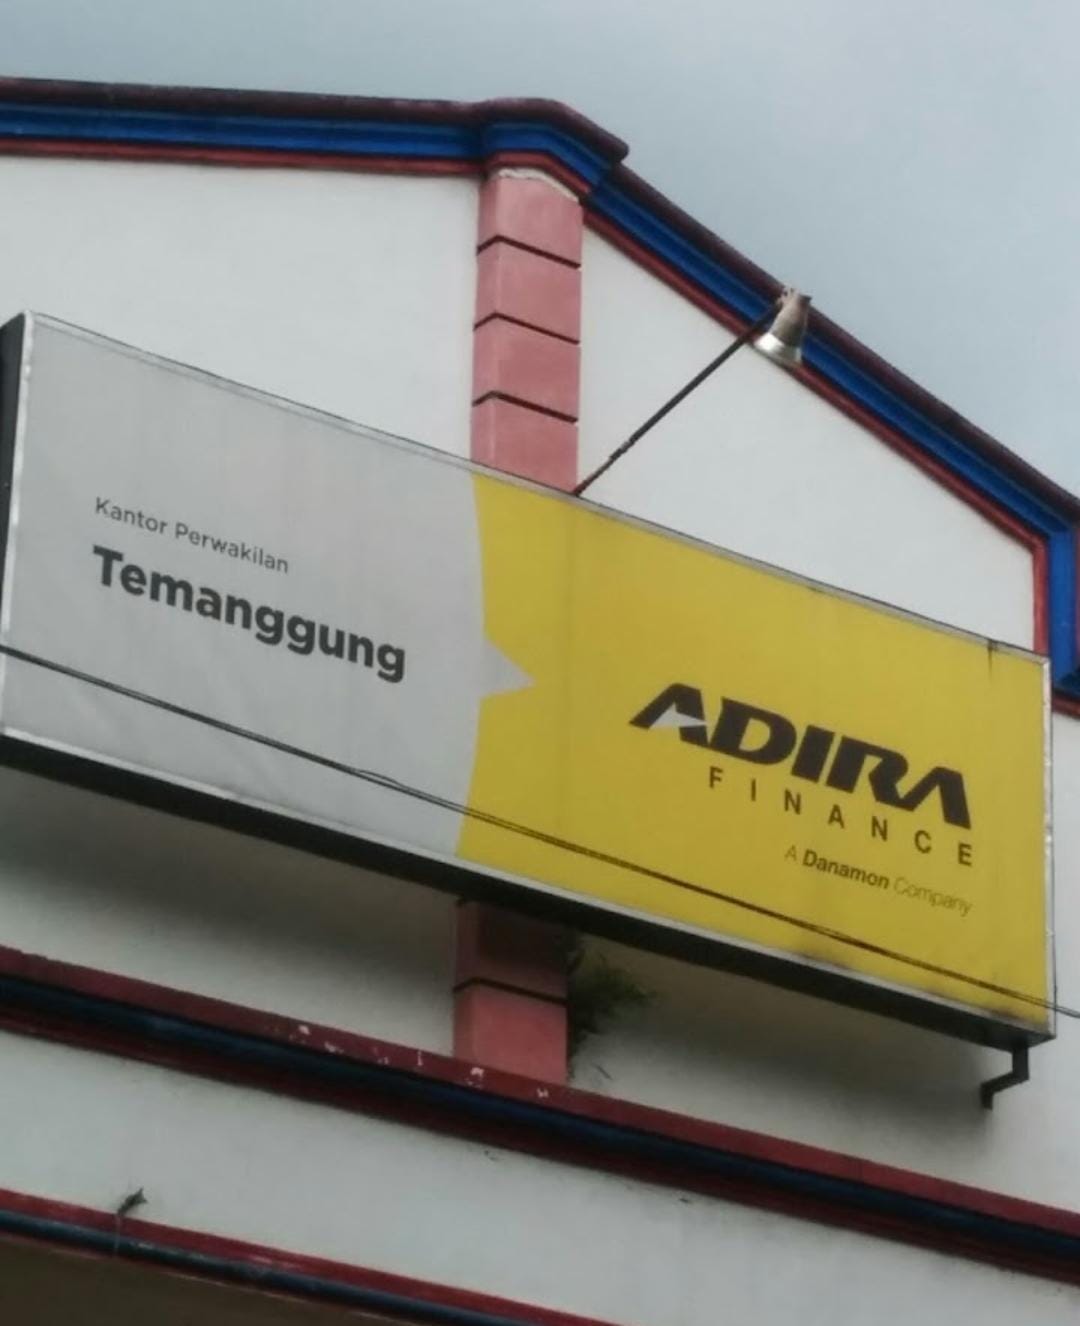 Kantor Perwakilan
Temanggung
ADIRA
FINANCE
A Danamon Company